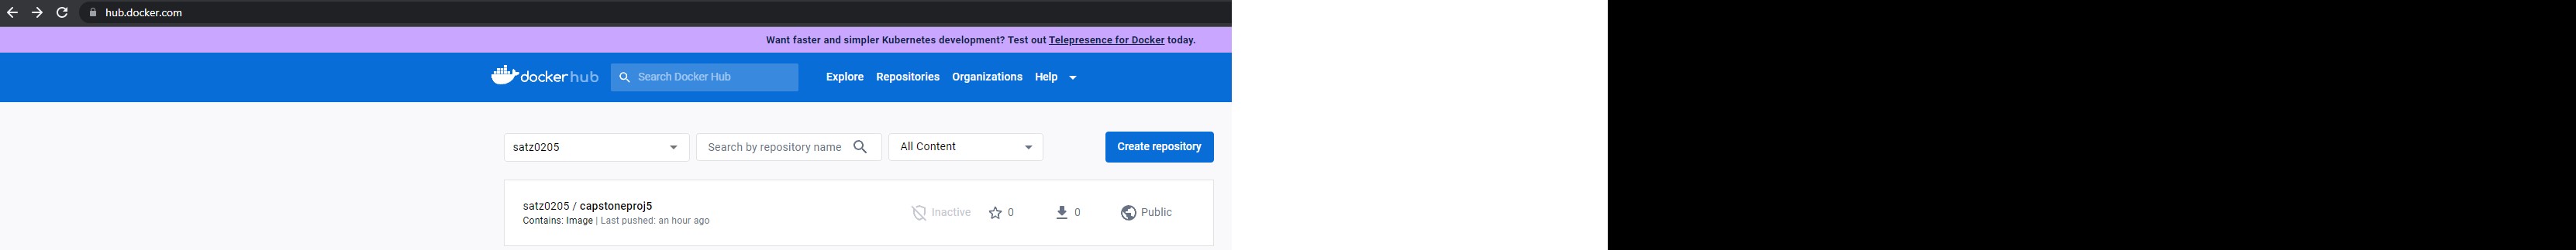 hub.docker.com
Want faster and simpler Kubernetes development? Test out Telepresence for Docker today.
dockerhub Search Docker Hub Explore Repositories Organizations Help
satz0205 Search by repository name All Content Create repository
satz0205 / capstoneproj5 Inactive 0 0 Public
Contains: Image | Last pushed: an hour ago